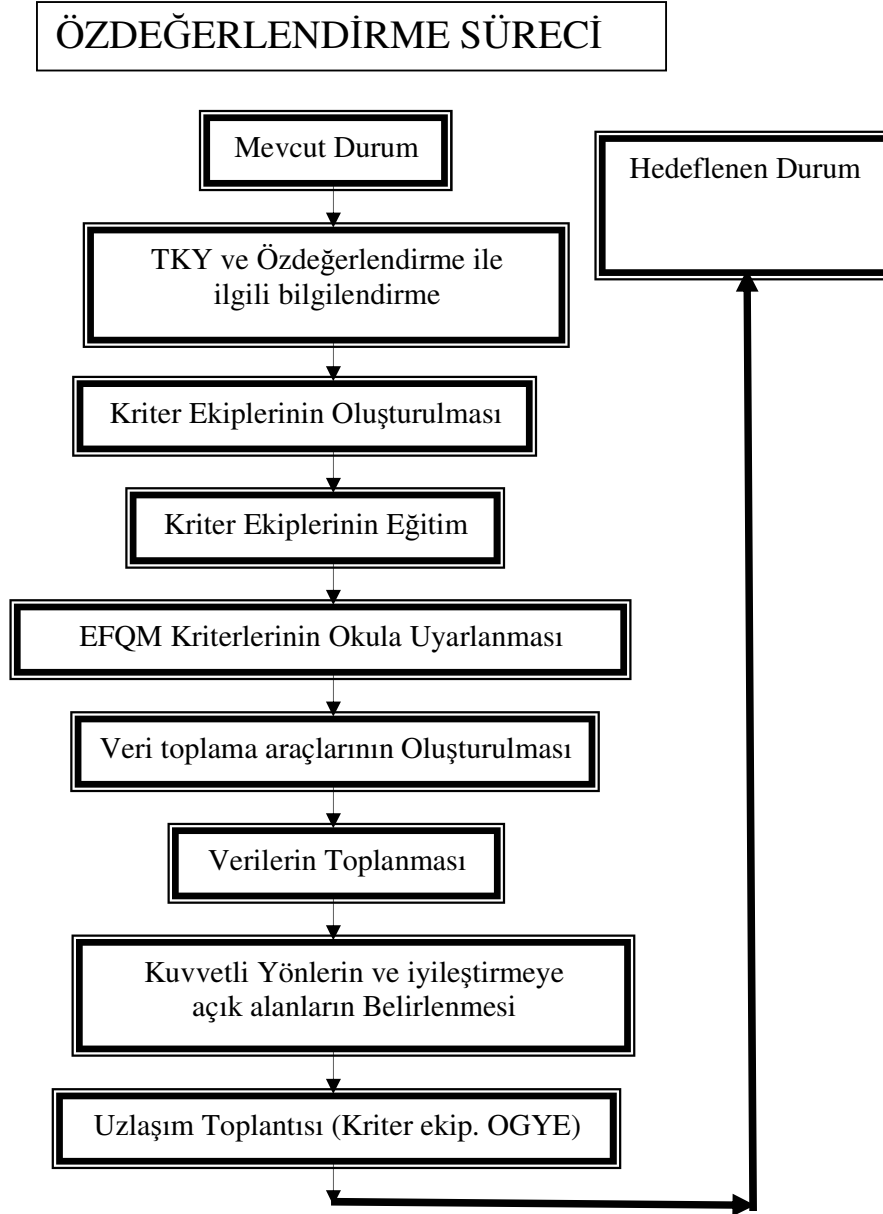 ÖZDEĞERLENDİRME SÜRECİ
Mevcut Durum
Hedeflenen Durum
TKY ve Özdeğerlendirme ile
ilgili bilgilendirme
Kriter Ekiplerinin Oluşturulması
Kriter Ekiplerinin Eğitim
EFQM Kriterlerinin Okula Uyarlanması
Veri toplama araçlarının Oluşturulması
Verilerin Toplanması
Kuvvetli Yönlerin ve iyileştirmeye
açık alanların Belirlenmesi
Uzlaşım Toplantısı (Kriter ekip. OGYE)